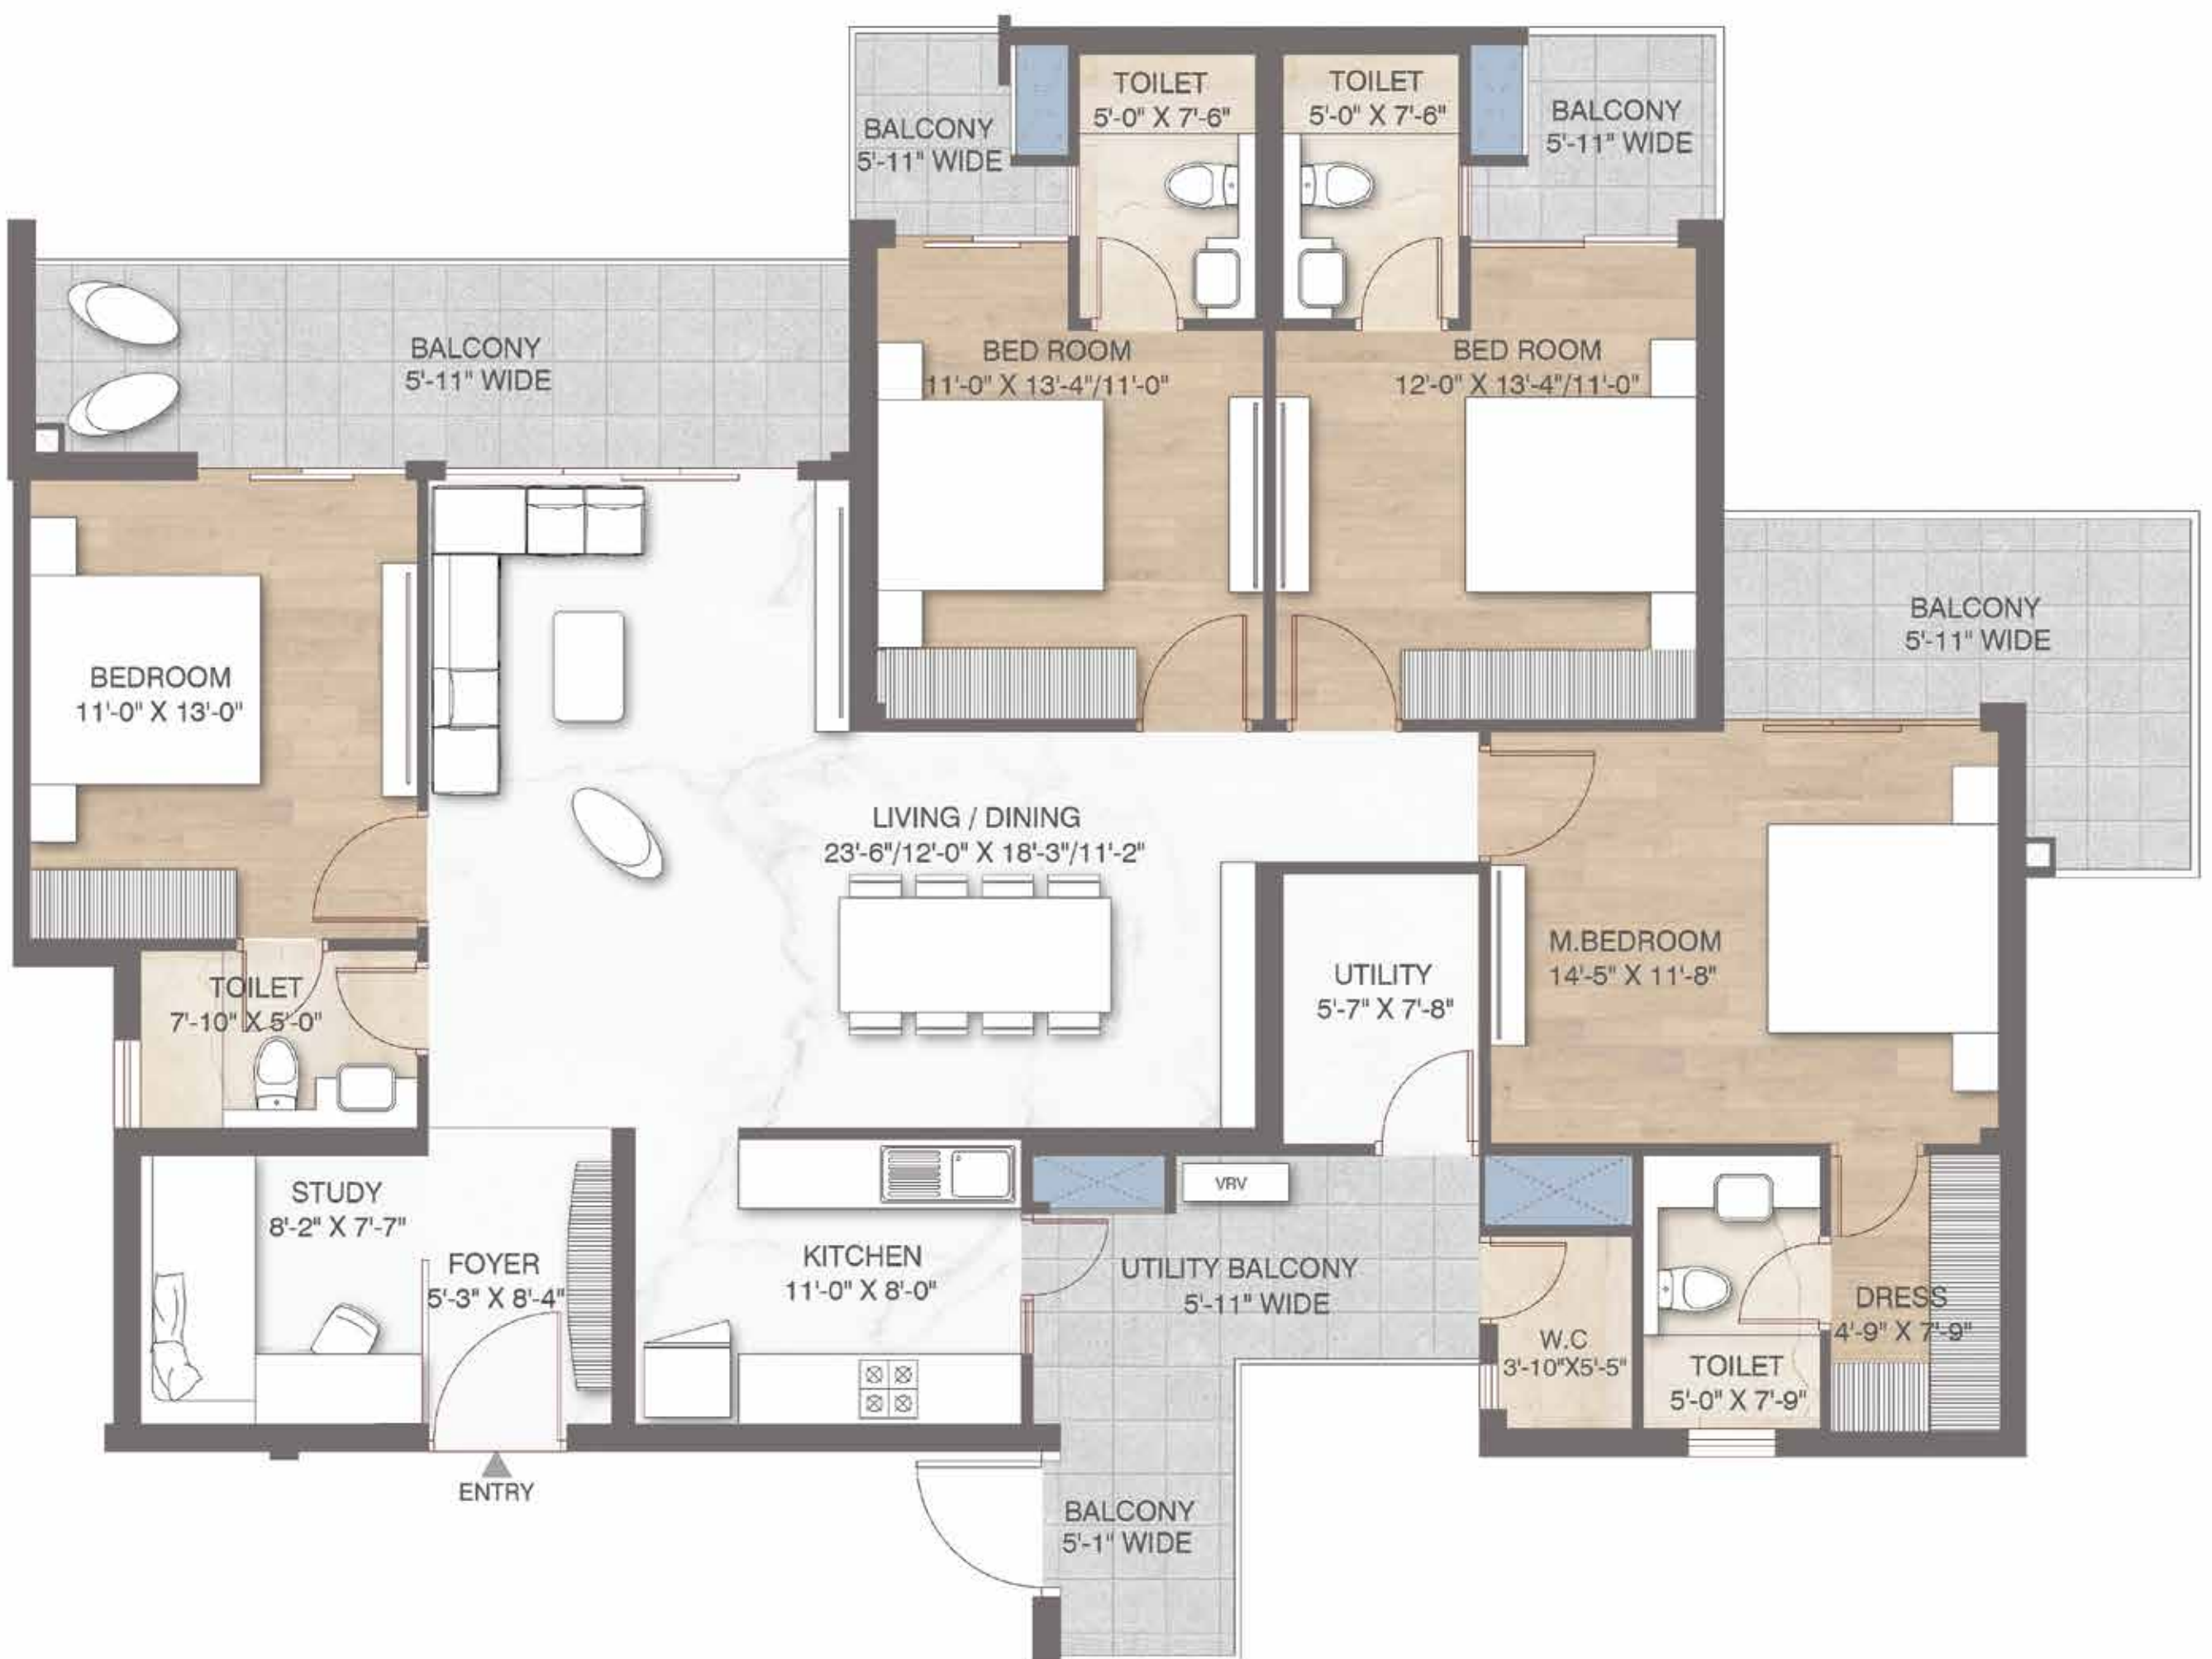 TOILET
5'-0" X 7'-6"
TOILET
5'-0" X 7'-6"
BALCONY
5'-11" WIDE
BALCONY
5'-11" WIDE
BALCONY
5'-11" WIDE
BED ROOM
11'-0" X 13'-4"/11'-0"
BED ROOM
12'-0" X 13'-4"/11'-0"
BALCONY
5'-11" WIDE
BEDROOM
11'-0" X 13'-0"
LIVING / DINING
23'-6"/12'-0" X 18'-3"/11'-2"
M.BEDROOM
14'-5" X 11'-8"
UTILITY
5'-7" X 7'-8"
TOILET
7'-10" X 5'-0"
STUDY
8'-2" X 7'-7"
FOYER
5'-3" X 8'-4"
KITCHEN
11'-0" X 8'-0"
VRV
UTILITY BALCONY
5'-11" WIDE
W.C
3'-10"X5'-5"
TOILET
5'-0" X 7'-9"
DRESS
4'-9" X 7'-9"
ENTRY
BALCONY
5'-1" WIDE